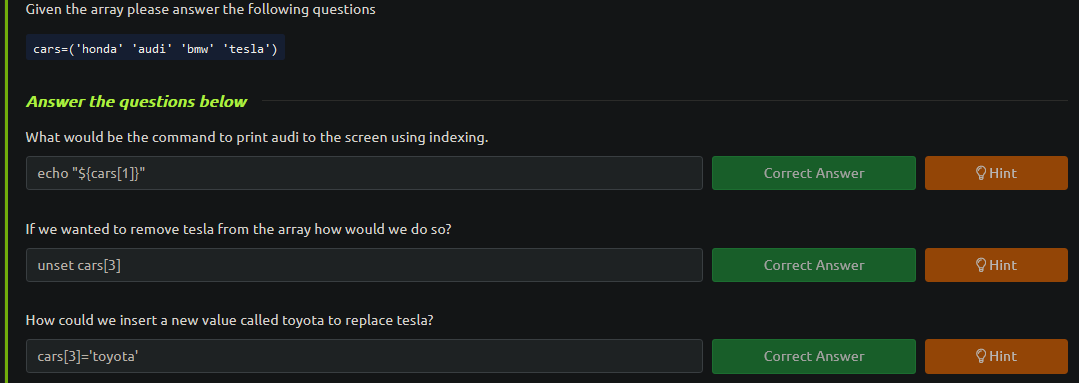 Given the array please answer the following questions
cars=('honda' 'audi' 'bmw' 'tesla')
Answer the questions below
What would be the command to print audi to the screen using indexing.
echo "${cars[1]}"
Correct Answer
Hint
If we wanted to remove tesla from the array how would we do so?
unset cars[3]
Correct Answer
Hint
How could we insert a new value called toyota to replace tesla?
cars[3]='toyota'
Correct Answer
Hint